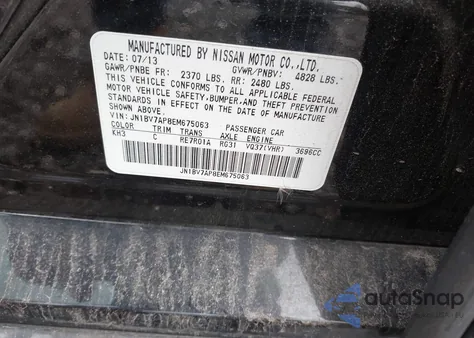 MANUFACTURED BY NISSAN MOTOR CO., LTD.
DATE: 07/13 GVWR/PNBV: 4828 LBS.
GAWR/PNBE FR: 2370 LBS. RR: 2480 LBS.
THIS VEHICLE CONFORMS TO ALL APPLICABLE FEDERAL
MOTOR VEHICLE SAFETY, BUMPER, AND THEFT PREVENTION
STANDARDS IN EFFECT ON THE DATE OF MANUFACTURE
SHOWN ABOVE.
VIN: JN1BV7AP8EM675063 PASSENGER CAR
COLOR TRIM TRANS AXLE ENGINE
KH3 C RE7R01A RG31 VQ37(VHR) 3696CC
JN1BV7AP8EM675063
autoSnap
POWERED BY